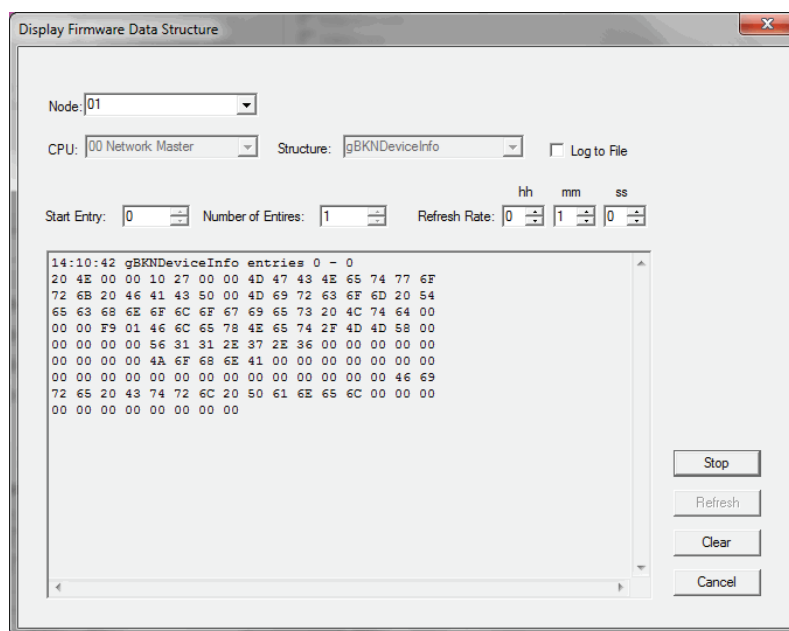 Display Firmware Data Structure
Node: 01
CPU: 00 Network Master Structure: gBKNDeviceInfo Log to File
hh mm ss
Start Entry: 0 Number of Entires: 1 Refresh Rate: 0 1 0
14:10:42 gBKNDeviceInfo entries 0 - 0
20 4E 00 00 10 27 00 00 4D 47 43 4E 65 74 77 6F
72 6B 20 46 41 43 50 00 4D 69 72 63 6F 6D 20 54
65 63 68 6E 6F 6C 6F 67 69 65 73 20 4C 74 64 00
00 00 F9 01 46 6C 65 78 4E 65 74 2F 4D 4D 58 00
00 00 00 00 56 31 31 2E 37 2E 36 00 00 00 00 00
00 00 00 00 4A 6F 68 6E 41 00 00 00 00 00 00 00
00 00 00 00 00 00 00 00 00 00 00 00 00 00 46 69
72 65 20 43 74 72 6C 20 50 61 6E 65 6C 00 00 00
00 00 00 00 00 00 00 00
Stop
Refresh
Clear
Cancel